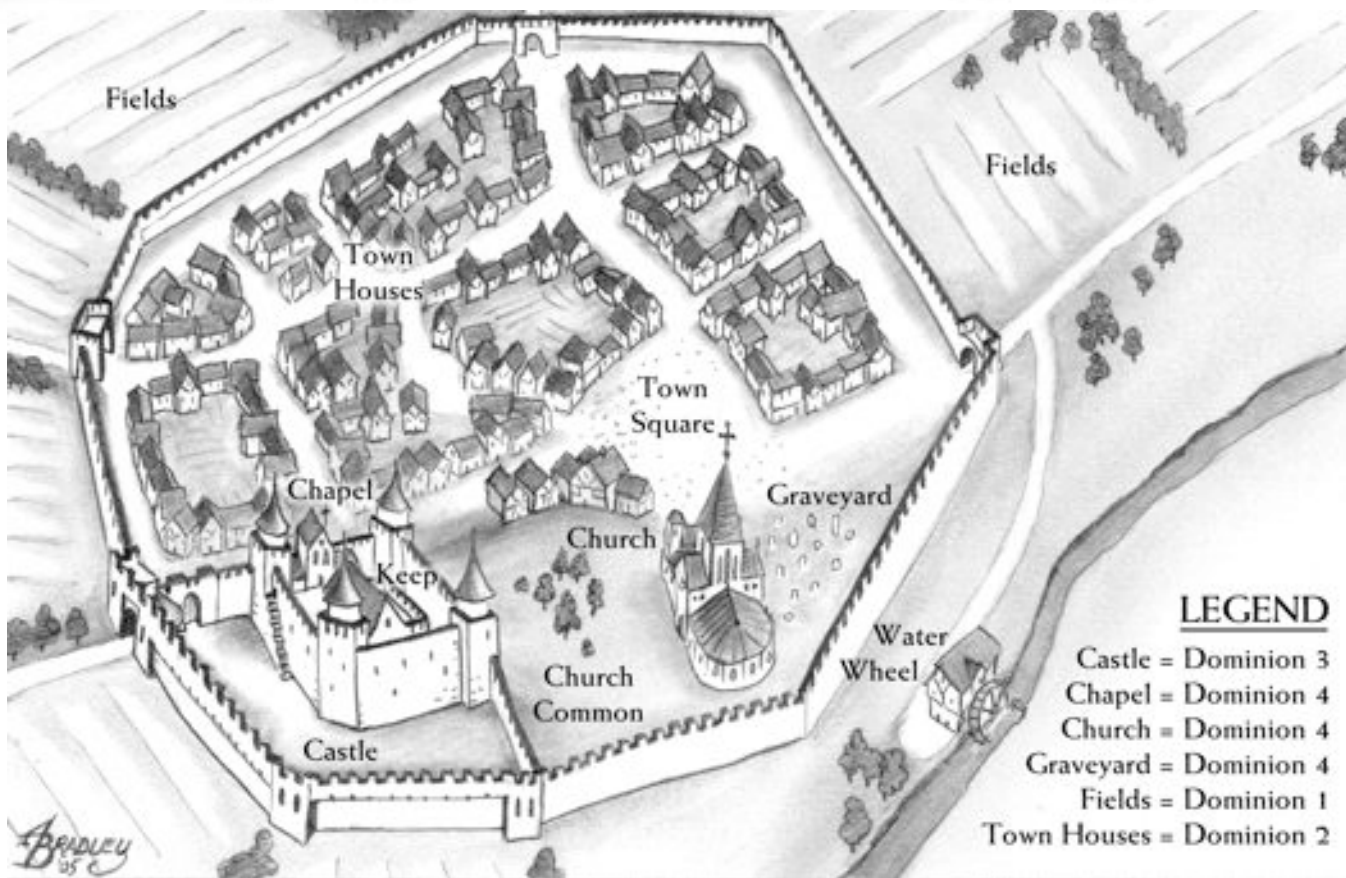 Fields
Fields
Town
Houses
Town
Square
Chapel
Graveyard
Church
Keep
Water
Wheel
Church
Common
Castle
LEGEND
Castle = Dominion 3
Chapel = Dominion 4
Church = Dominion 4
Graveyard = Dominion 4
Fields = Dominion 1
Town Houses = Dominion 2
ABRADLEY
'05 ©